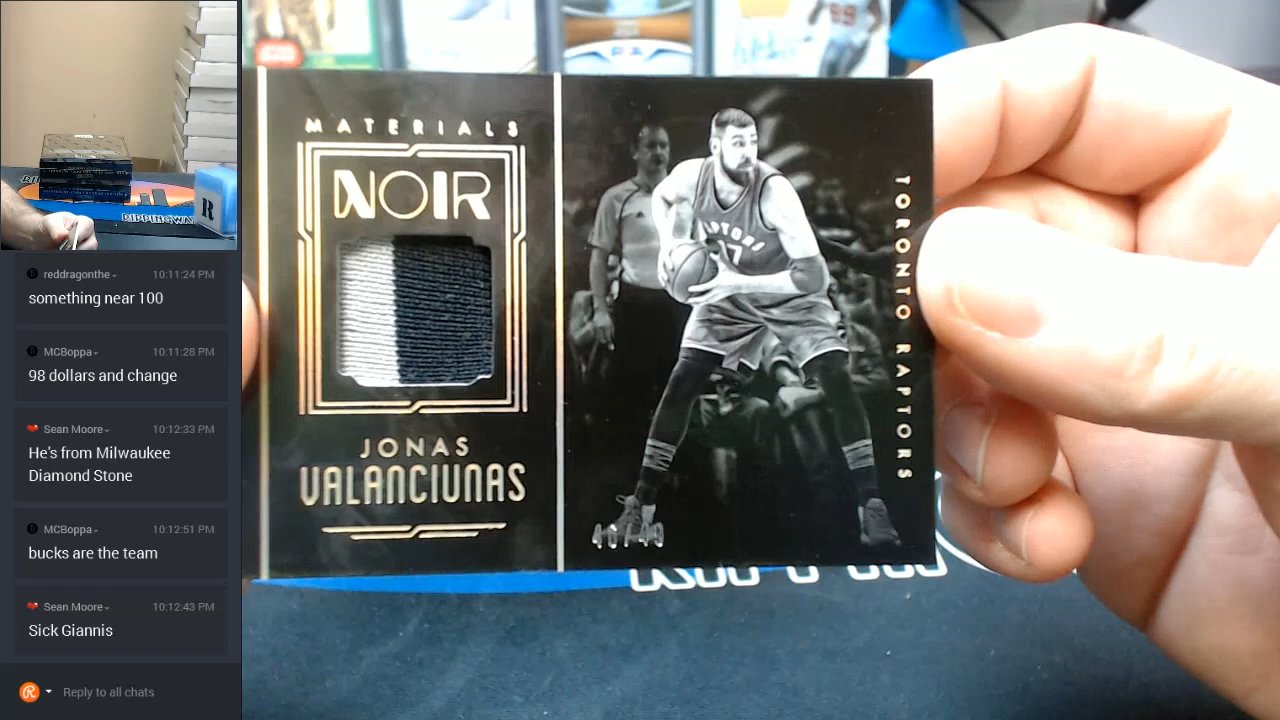 reddragonthe
10:11:24 PM
something near 100
MCBoppa
10:11:28 PM
98 dollars and change
Sean Moore
10:12:33 PM
He's from Milwaukee
Diamond Stone
MCBoppa
10:12:51 PM
bucks are the team
Sean Moore
10:12:43 PM
Sick Giannis
Reply to all chats
MATERIALS
NOIR
JONAS
VALANCIUNAS
TORONTO RAPTORS
17
R